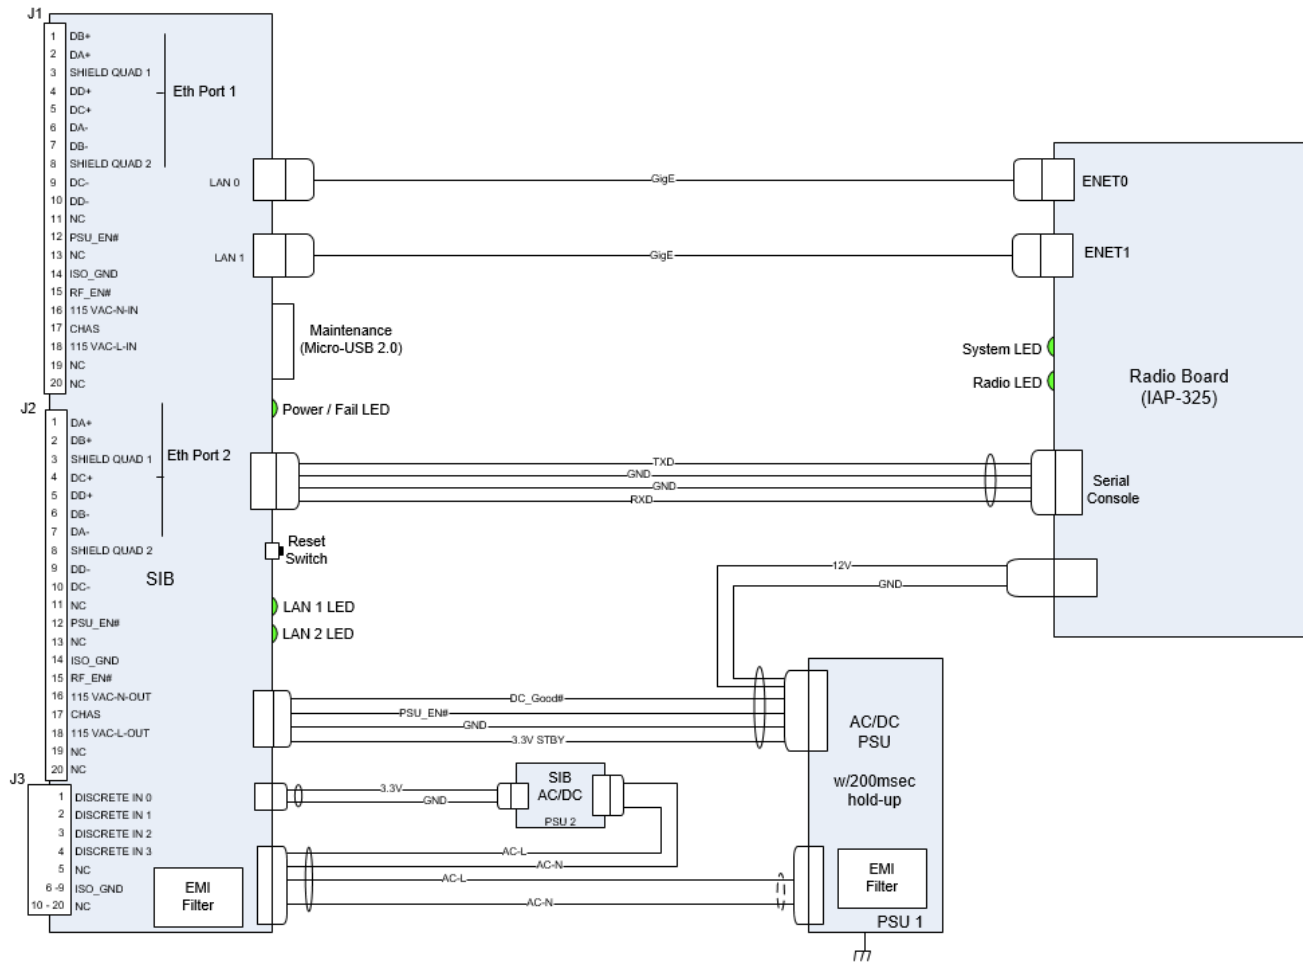 J1
1 DB+
2 DA+
3 SHIELD QUAD 1
4 DD+
5 DC+
6 DA-
7 DB-
8 SHIELD QUAD 2
9 DC-
10 DD-
11 NC
12 PSU_EN#
13 NC
14 ISO_GND
15 RF_EN#
16 115 VAC-N-IN
17 CHAS
18 115 VAC-L-IN
19 NC
20 NC
Eth Port 1
LAN 0
LAN 1
J2
1 DA+
2 DB+
3 SHIELD QUAD 1
4 DC+
5 DD+
6 DB-
7 DA-
8 SHIELD QUAD 2
9 DD-
10 DC-
11 NC
12 PSU_EN#
13 NC
14 ISO_GND
15 RF_EN#
16 115 VAC-N-OUT
17 CHAS
18 115 VAC-L-OUT
19 NC
20 NC
Eth Port 2
SIB
J3
1 DISCRETE IN 0
2 DISCRETE IN 1
3 DISCRETE IN 2
4 DISCRETE IN 3
5 NC
6 -9 ISO_GND
10 - 20 NC
EMI
Filter
GigE
GigE
Maintenance
(Micro-USB 2.0)
Power / Fail LED
TXD
GND
GND
RXD
Reset
Switch
LAN 1 LED
LAN 2 LED
12V
GND
DC_Good#
PSU_EN#
GND
3.3V STBY
3.3V
GND
SIB
AC/DC
PSU 2
AC-L
AC-N
AC-L
AC-N
ENET0
ENET1
System LED
Radio LED
Radio Board
(IAP-325)
Serial
Console
AC/DC
PSU
w/200msec
hold-up
EMI
Filter
PSU 1